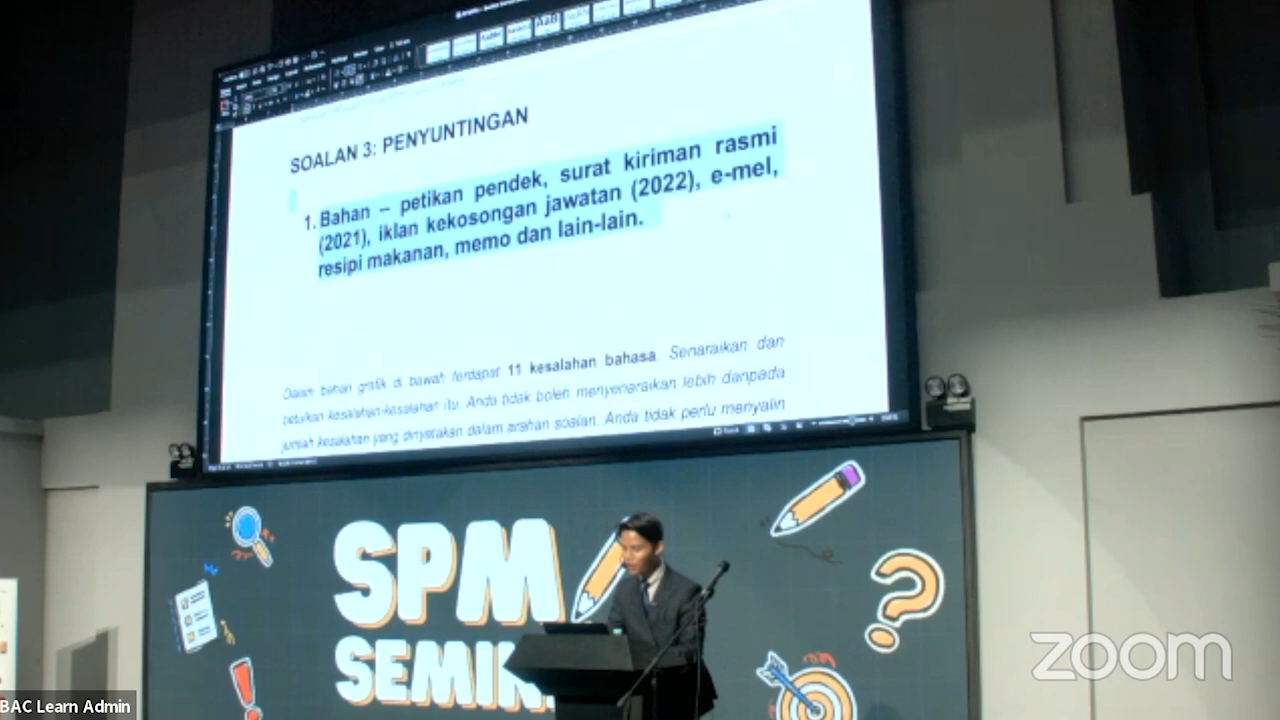 SOALAN 3: PENYUNTINGAN
1. Bahan – petikan pendek, surat kiriman rasmi
(2021), iklan kekosongan jawatan (2022), e-mel,
resipi makanan, memo dan lain-lain.
Dalam bahan grafik di bawah terdapat 11 kesalahan bahasa. Senaraikan dan
betulkan kesalahan-kesalahan itu. Anda tidak boleh menyenaraikan lebih daripada
jumlah kesalahan yang dinyatakan dalam arahan soalan. Anda tidak perlu menyalin
SPM
SEMIN
zoom
BAC Learn Admin